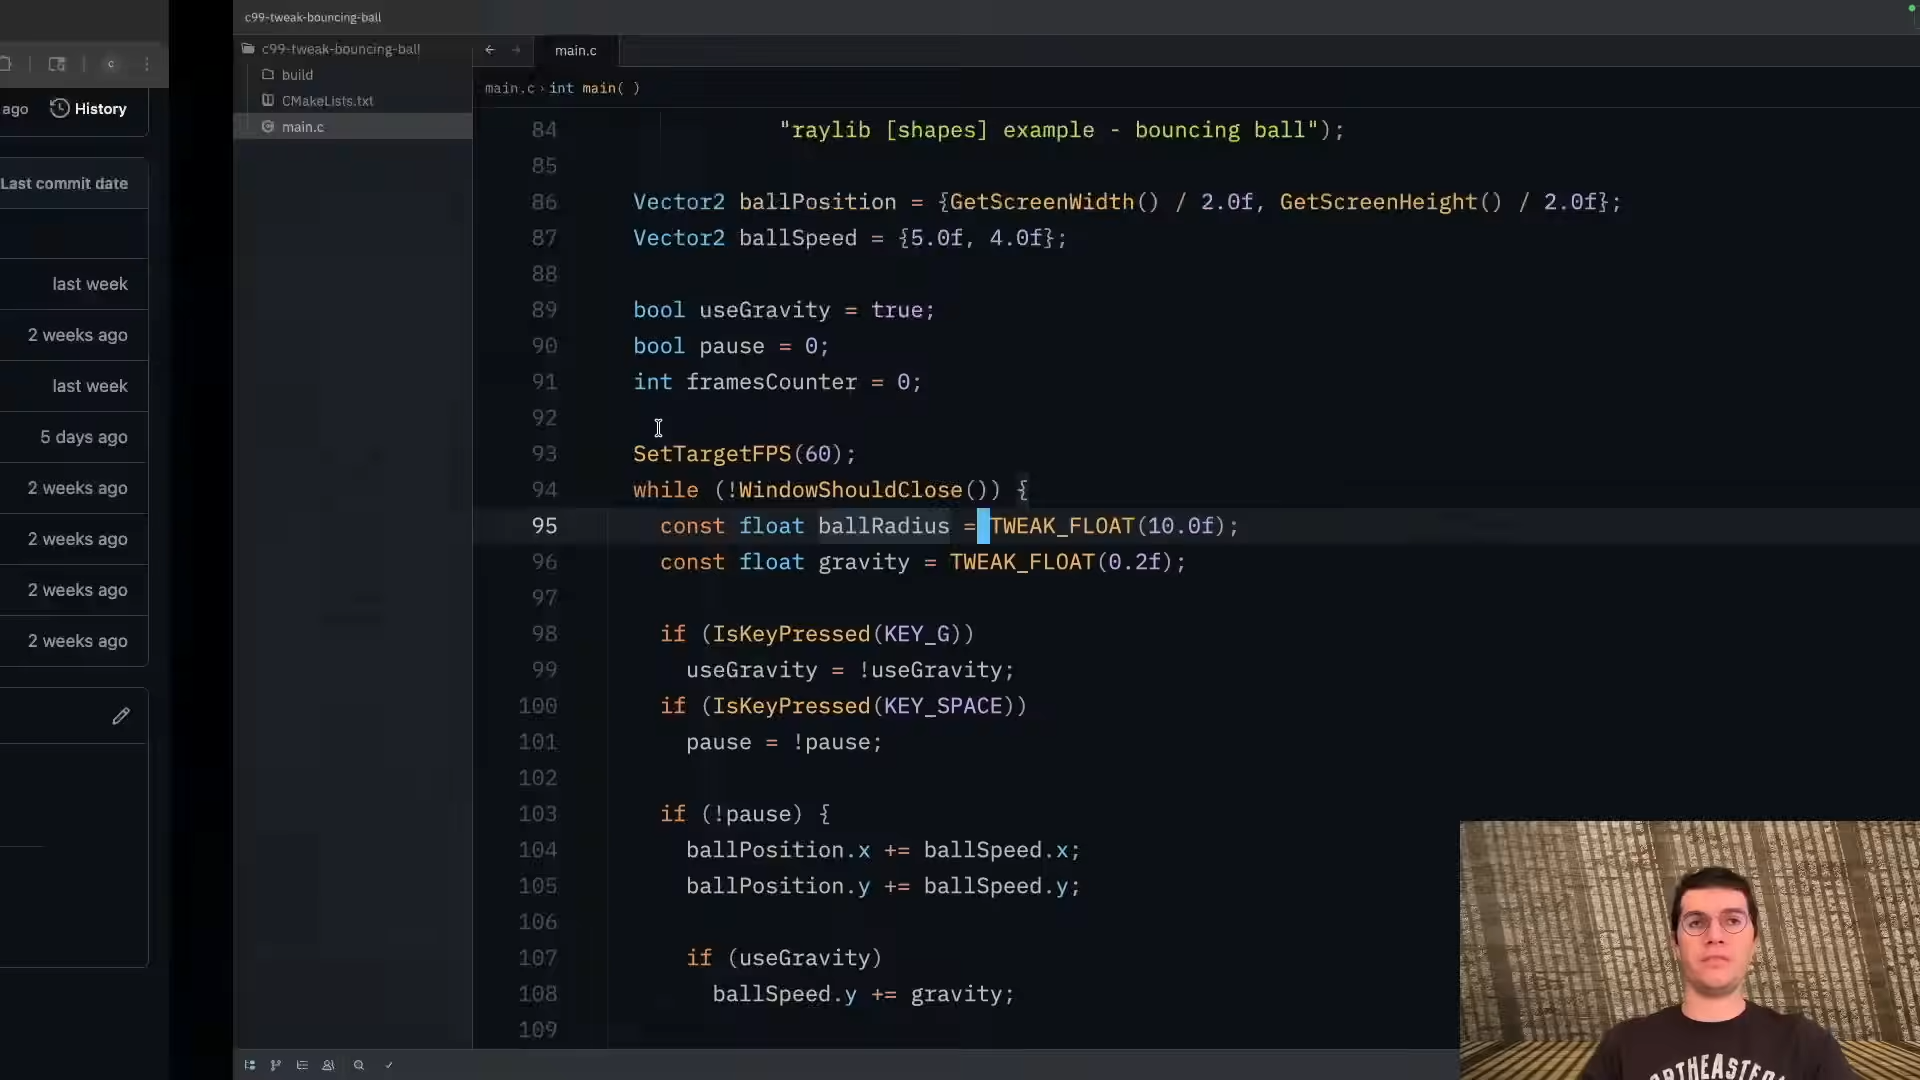 c99-tweak-bouncing-ball
c
ago
History
Last commit date
last week
2 weeks ago
last week
5 days ago
2 weeks ago
2 weeks ago
2 weeks ago
2 weeks ago
c99-tweak-bouncing-ball
build
CMakeLists.txt
main.c
main.c
main.c › int main( )
84 "raylib [shapes] example - bouncing ball");
85
86 Vector2 ballPosition = {GetScreenWidth() / 2.0f, GetScreenHeight() / 2.0f};
87 Vector2 ballSpeed = {5.0f, 4.0f};
88
89 bool useGravity = true;
90 bool pause = 0;
91 int framesCounter = 0;
92
93 SetTargetFPS(60);
94 while (!WindowShouldClose()) {
95 const float ballRadius = TWEAK_FLOAT(10.0f);
96 const float gravity = TWEAK_FLOAT(0.2f);
97
98 if (IsKeyPressed(KEY_G))
99 useGravity = !useGravity;
100 if (IsKeyPressed(KEY_SPACE))
101 pause = !pause;
102
103 if (!pause) {
104 ballPosition.x += ballSpeed.x;
105 ballPosition.y += ballSpeed.y;
106
107 if (useGravity)
108 ballSpeed.y += gravity;
109